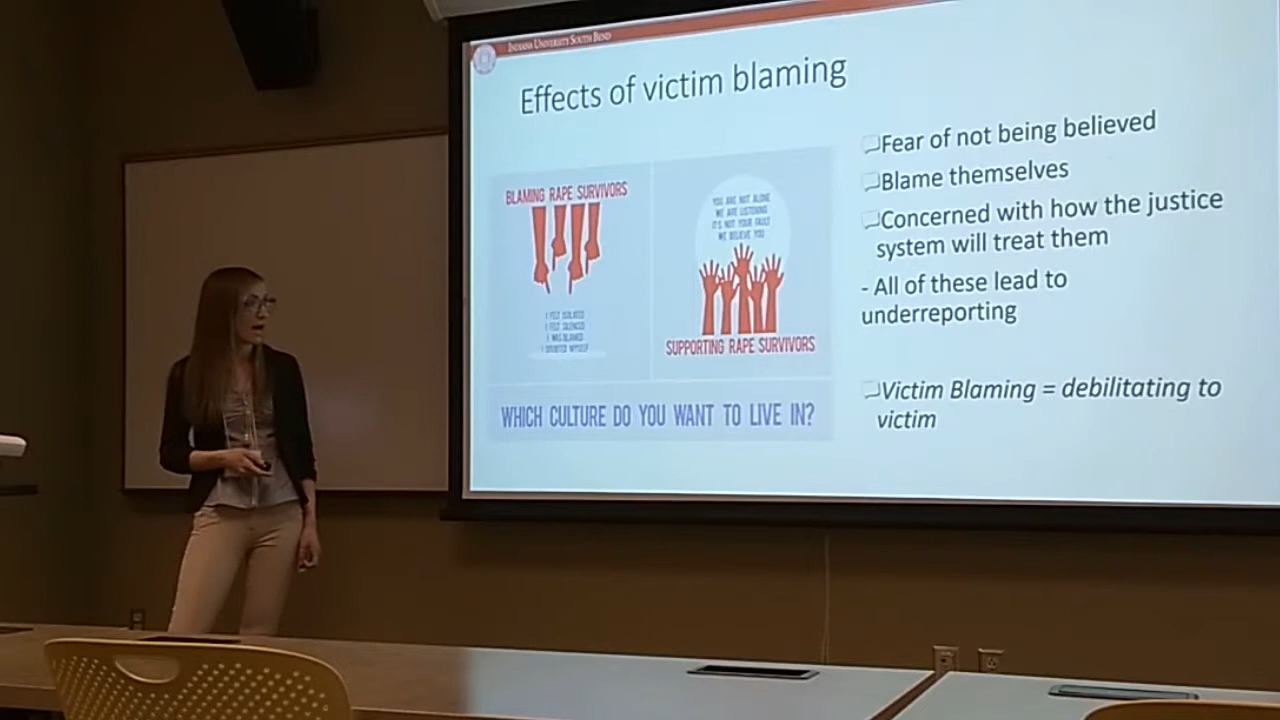 INDIANA UNIVERSITY SOUTH BEND
Effects of victim blaming
BLAMING RAPE SURVIVORS
I FELT ISOLATED
I FELT SILENCED
I WAS BLAMED
I DOUBTED MYSELF
YOU ARE NOT ALONE
WE ARE LISTENING
IT'S NOT YOUR FAULT
WE BELIEVE YOU
SUPPORTING RAPE SURVIVORS
WHICH CULTURE DO YOU WANT TO LIVE IN?
Fear of not being believed
Blame themselves
Concerned with how the justice
system will treat them
- All of these lead to
underreporting
Victim Blaming = debilitating to
victim